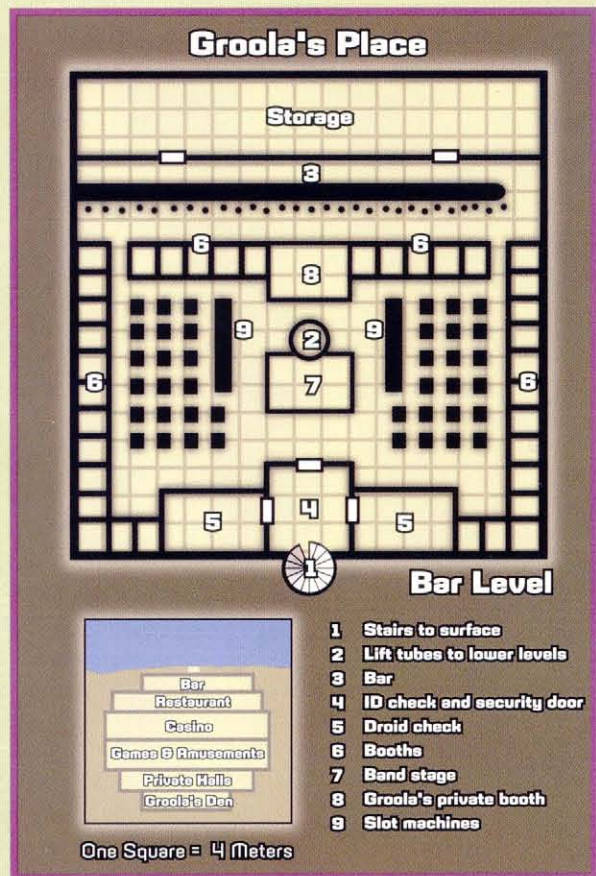 Groola's Place
Storage
3
6
6
8
9
2
9
6
7
6
5
4
5
1
Bar Level
Bar
Restaurant
Casino
Games & Amusements
Private Halls
Groola's Den
One Square = 4 Meters
1 Stairs to surface
2 Lift tubes to lower levels
3 Bar
4 ID check and security door
5 Droid check
6 Booths
7 Band stage
8 Groola's private booth
9 Slot machines